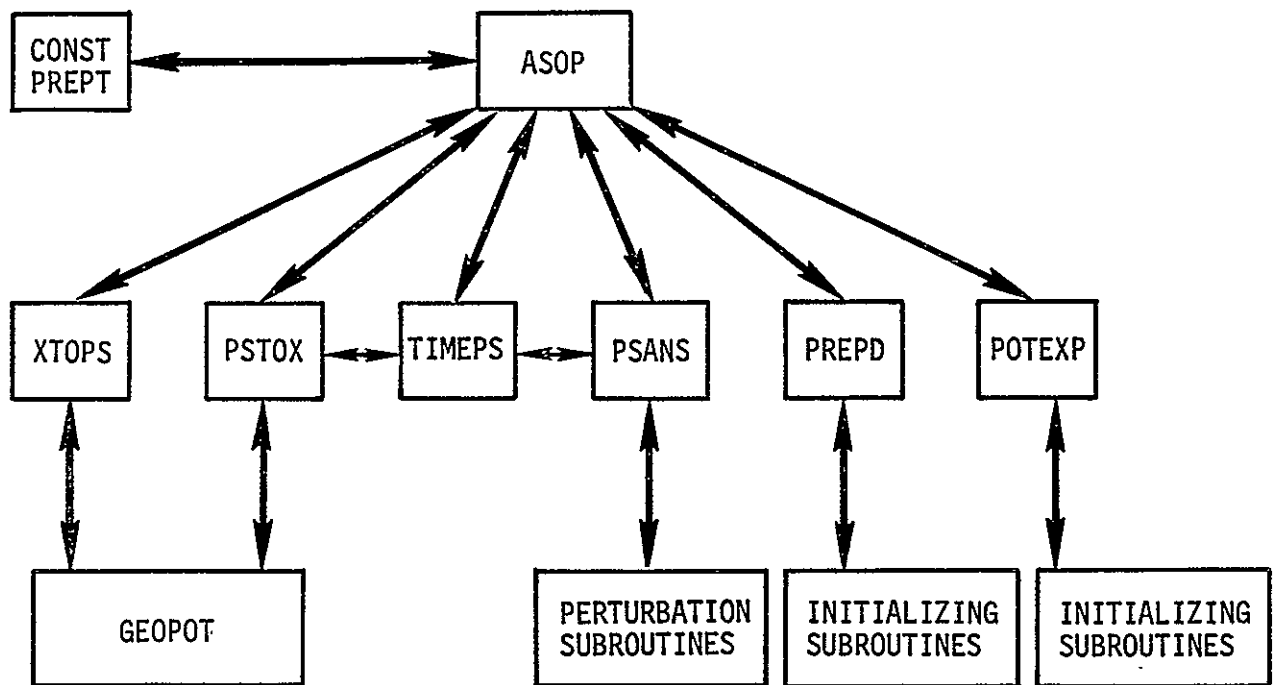 CONST
PREPT
ASOP
XTOPS
PSTOX
TIMEPS
PSANS
PREPD
POTEXP
GEOPOT
PERTURBATION
SUBROUTINES
INITIALIZING
SUBROUTINES
INITIALIZING
SUBROUTINES